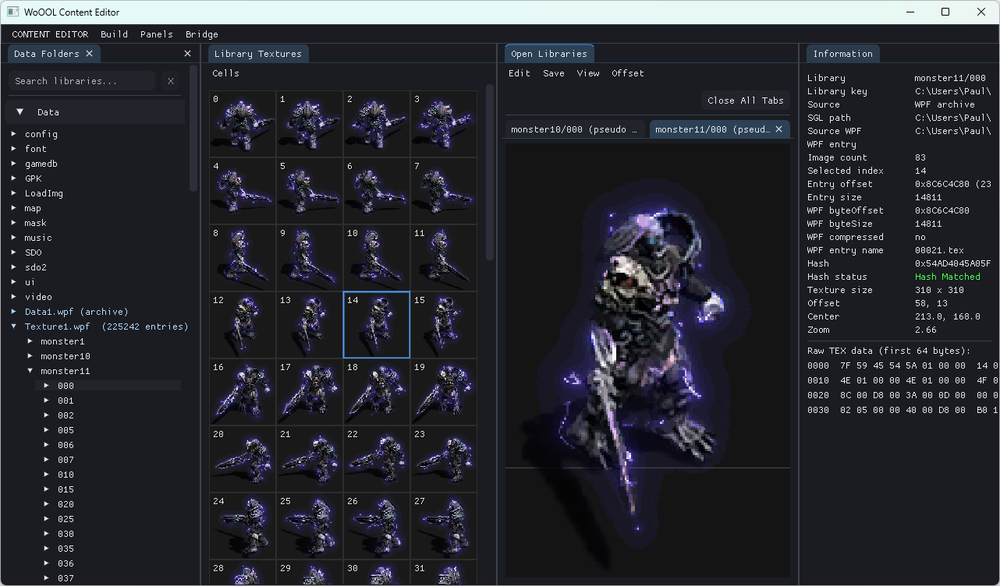 WoOOL Content Editor
CONTENT EDITOR Build Panels Bridge
Data Folders
Search libraries... X
Data
config
font
gamedb
GPK
LoadImg
map
mask
music
SDO
sdo2
ui
video
Data1.wpf (archive)
Texture1.wpf (225242 entries)
monster1
monster10
monster11
000
001
002
005
006
007
010
015
020
025
030
035
036
037
Library Textures
Cells
0 1 2 3
4 5 6 7
8 9 10 11
12 13 14 15
16 17 18 19
20 21 22 23
24 25 26 27
28 29 30 31
Open Libraries
Edit Save View Offset
Close All Tabs
monster10/000 (pseudo … monster11/000 (pseud…
Information
Library monster11/000
Library key C:\Users\Paul\
Source WPF archive
SGL path C:\Users\Paul\
Source WPF C:\Users\Paul\
WPF entry
Image count 83
Selected index 14
Entry offset 0x8C6C4C80 (23
Entry size 14811
WPF byteOffset 0x8C6C4C80
WPF byteSize 14811
WPF compressed no
WPF entry name 00021.tex
Hash 0x54AD4045A05F
Hash status Hash Matched
Texture size 310 x 310
Offset 58, 13
Center 213.0, 168.0
Zoom 2.66
Raw TEX data (first 64 bytes):
0000 7F 59 45 54 5A 01 00 00 14 0
0010 4E 01 00 00 4E 01 00 00 4F 0
0020 8C 00 D8 00 3A 00 0D 00 00 0
0030 02 05 00 00 40 00 D8 00 B0 1